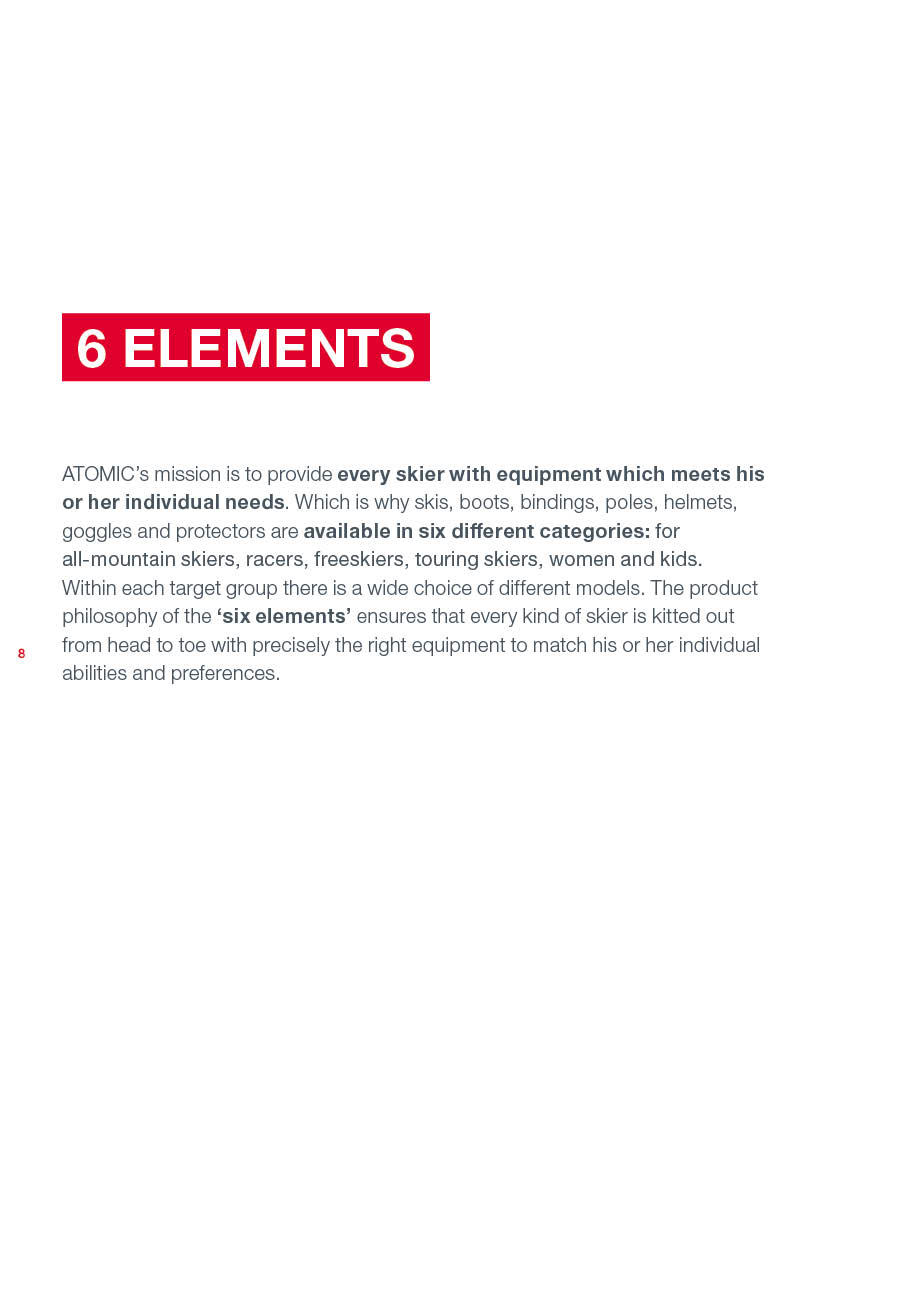 6 ELEMENTS
ATOMIC’s mission is to provide every skier with equipment which meets his
or her individual needs. Which is why skis, boots, bindings, poles, helmets,
goggles and protectors are available in six different categories: for
all-mountain skiers, racers, freeskiers, touring skiers, women and kids.
Within each target group there is a wide choice of different models. The product
philosophy of the ‘six elements’ ensures that every kind of skier is kitted out
from head to toe with precisely the right equipment to match his or her individual
abilities and preferences.
8